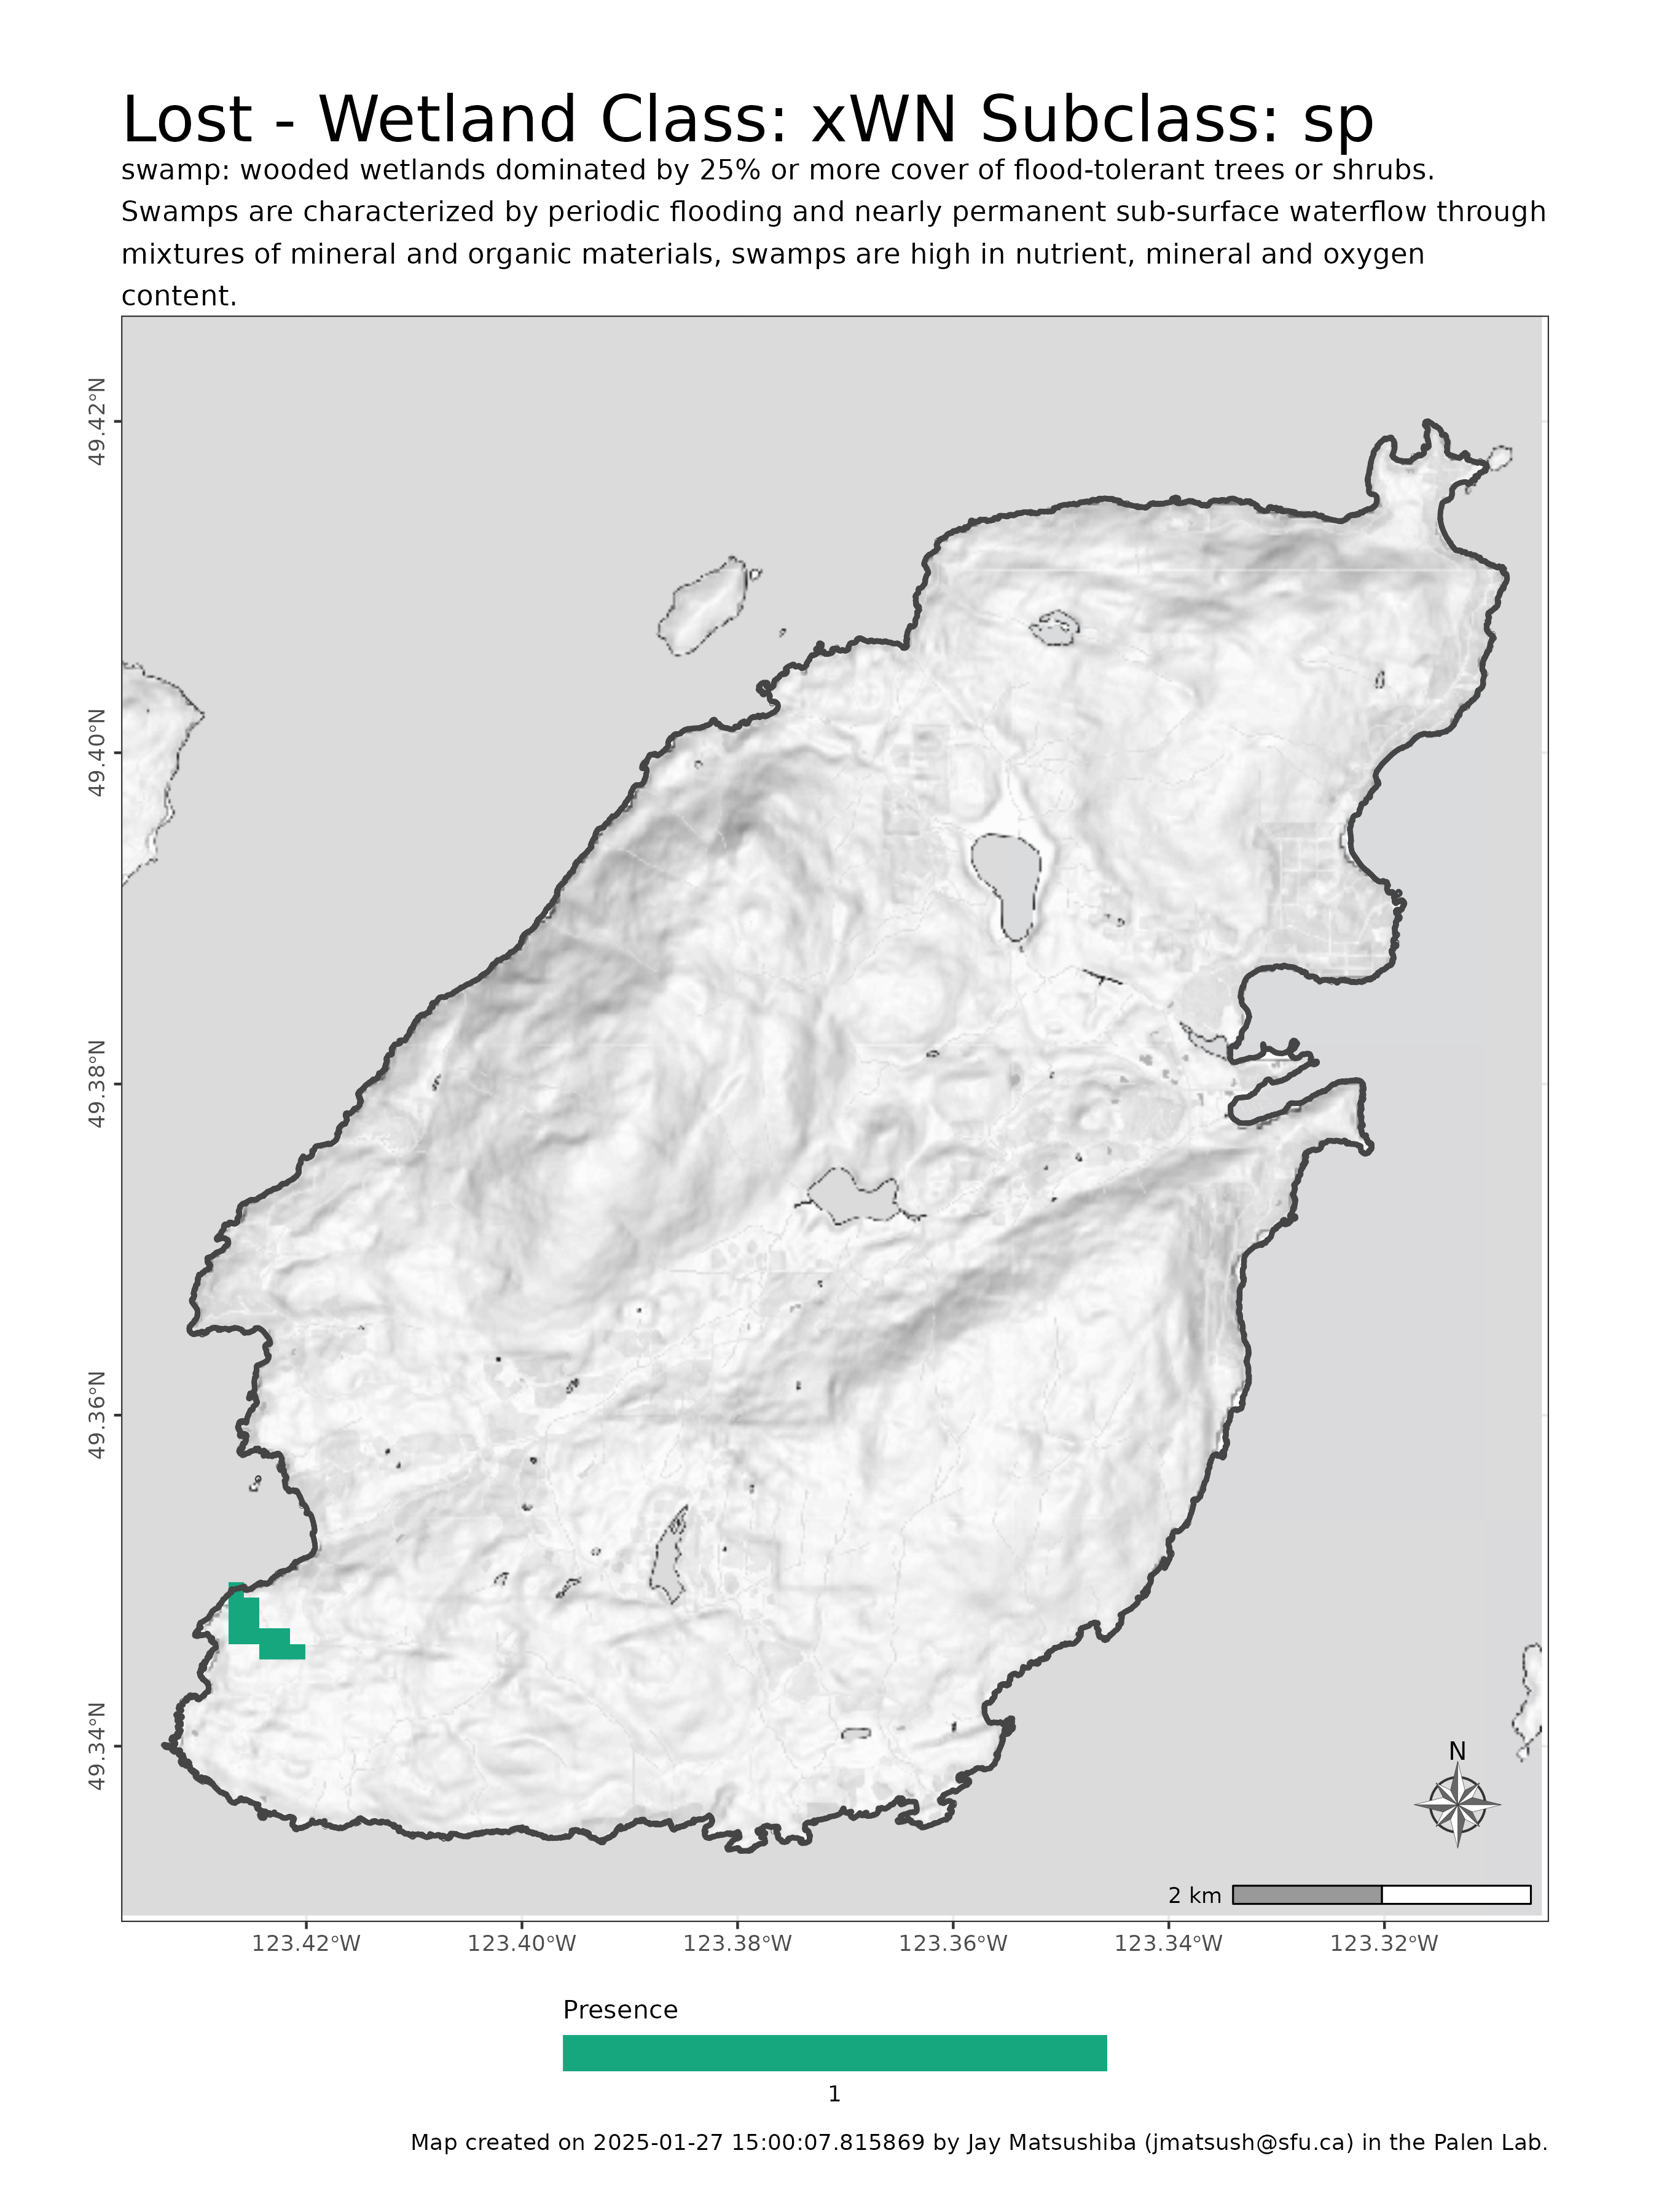 Lost - Wetland Class: xWN Subclass: sp
swamp: wooded wetlands dominated by 25% or more cover of flood-tolerant trees or shrubs.
Swamps are characterized by periodic flooding and nearly permanent sub-surface waterflow through
mixtures of mineral and organic materials, swamps are high in nutrient, mineral and oxygen
content.
49.42°N
49.40°N
49.38°N
49.36°N
49.34°N
N
2 km
123.42°W
123.40°W
123.38°W
123.36°W
123.34°W
123.32°W
Presence
1
Map created on 2025-01-27 15:00:07.815869 by Jay Matsushiba (jmatsush@sfu.ca) in the Palen Lab.